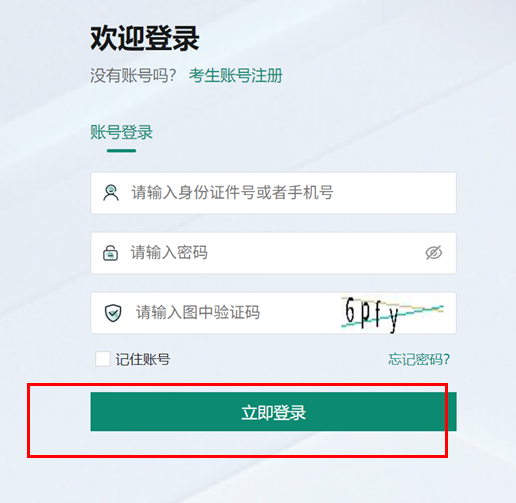 欢迎登录
没有账号吗? 考生账号注册
账号登录
请输入身份证件号或者手机号
请输入密码
请输入图中验证码 6pfy
记住账号 忘记密码?
立即登录